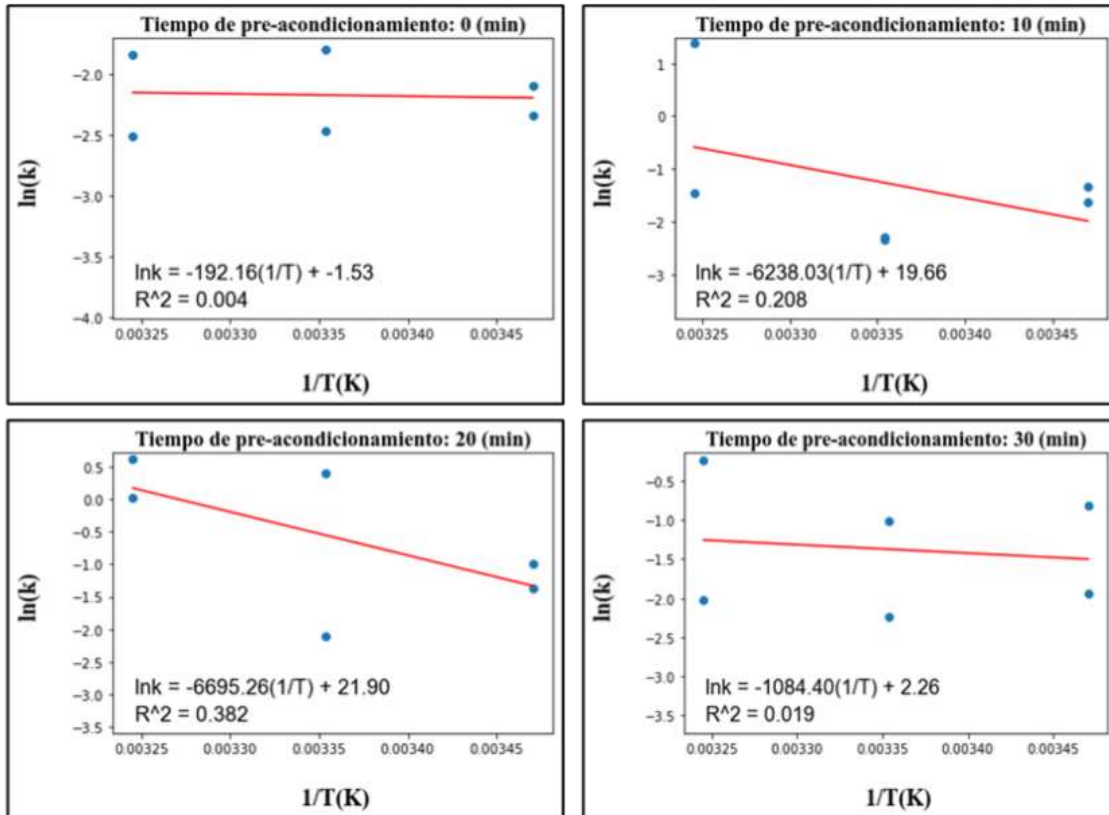 Tiempo de pre-acondicionamiento: 0 (min)
−2.0
−2.5
−3.0
−3.5
−4.0
ln(k)
lnk = -192.16(1/T) + -1.53
R^2 = 0.004
0.00325 0.00330 0.00335 0.00340 0.00345
1/T(K)
Tiempo de pre-acondicionamiento: 10 (min)
1
0
−1
−2
−3
ln(k)
lnk = -6238.03(1/T) + 19.66
R^2 = 0.208
0.00325 0.00330 0.00335 0.00340 0.00345
1/T(K)
Tiempo de pre-acondicionamiento: 20 (min)
0.5
0.0
−0.5
−1.0
−1.5
−2.0
−2.5
−3.0
−3.5
ln(k)
lnk = -6695.26(1/T) + 21.90
R^2 = 0.382
0.00325 0.00330 0.00335 0.00340 0.00345
1/T(K)
Tiempo de pre-acondicionamiento: 30 (min)
−0.5
−1.0
−1.5
−2.0
−2.5
−3.0
−3.5
ln(k)
lnk = -1084.40(1/T) + 2.26
R^2 = 0.019
0.00325 0.00330 0.00335 0.00340 0.00345
1/T(K)